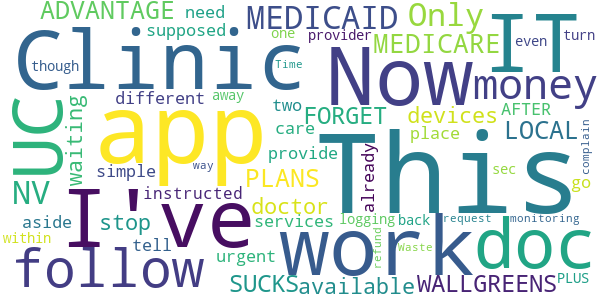 ADVANTAGE need MEDICAID Only IT
supposed one provider MEDICARE even turn
though Clinic Time Now money
different away two devices AFTER
UC waiting app care FORGET place LOCAL
simple way provide This already sec go complain
NV I've instructed PLANS
aside stop doctor work doc
services logging back request monitoring
within follow tell urgent refund Waste
SUCKS available WALLGREENS PLUS